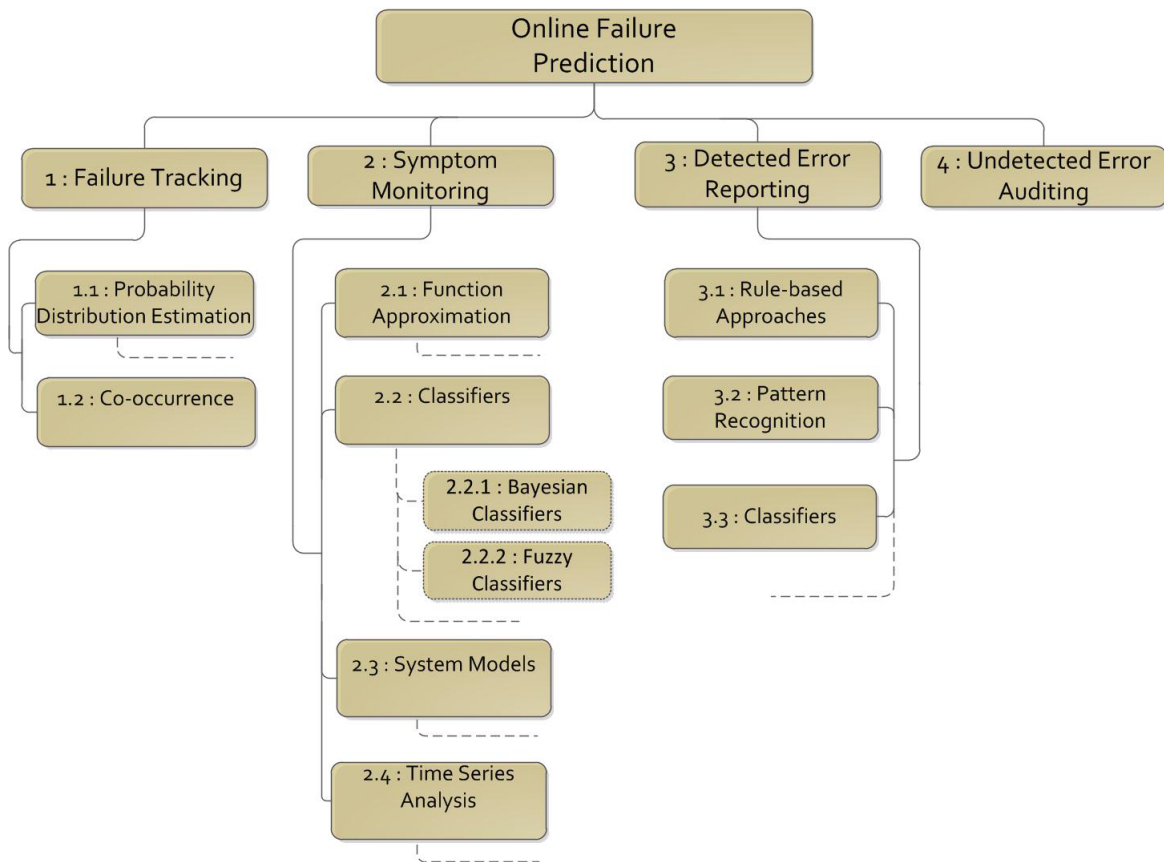 Online Failure
Prediction
1 : Failure Tracking
2 : Symptom
Monitoring
3 : Detected Error
Reporting
4 : Undetected Error
Auditing
1.1 : Probability
Distribution Estimation
1.2 : Co-occurrence
2.1 : Function
Approximation
2.2 : Classifiers
2.2.1 : Bayesian
Classifiers
2.2.2 : Fuzzy
Classifiers
2.3 : System Models
2.4 : Time Series
Analysis
3.1 : Rule-based
Approaches
3.2 : Pattern
Recognition
3.3 : Classifiers